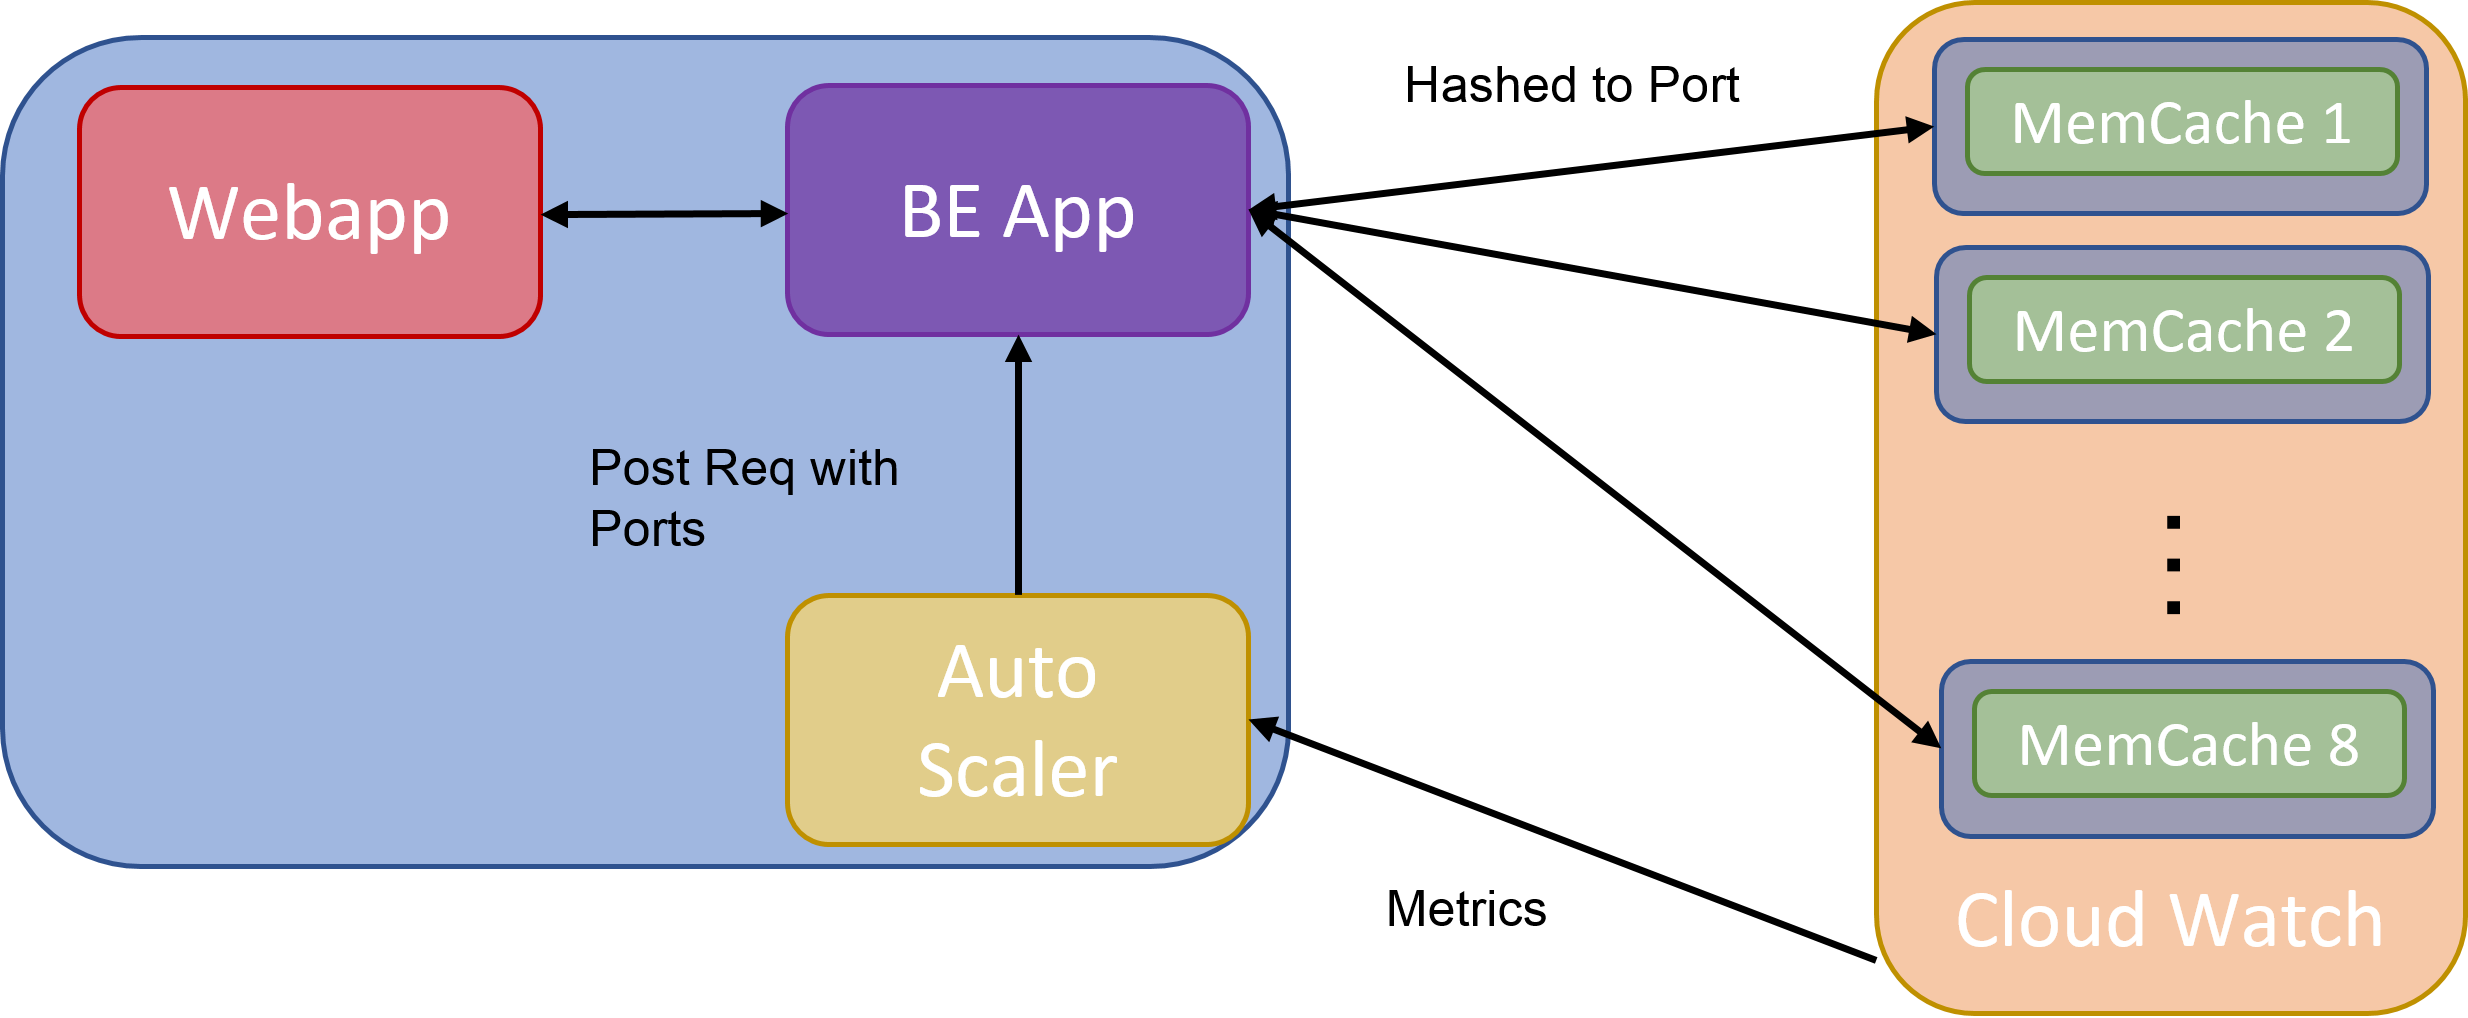 Webapp
BE App
Hashed to Port
MemCache 1
MemCache 2
Post Req with
Ports
Auto
Scaler
MemCache 8
Metrics
Cloud Watch